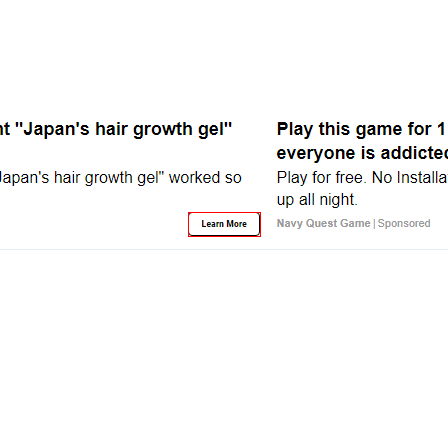 nt "Japan's hair growth gel"
Japan's hair growth gel" worked so
Learn More
Play this game for 1
everyone is addicted
Play for free. No Installa
up all night.
Navy Quest Game | Sponsored